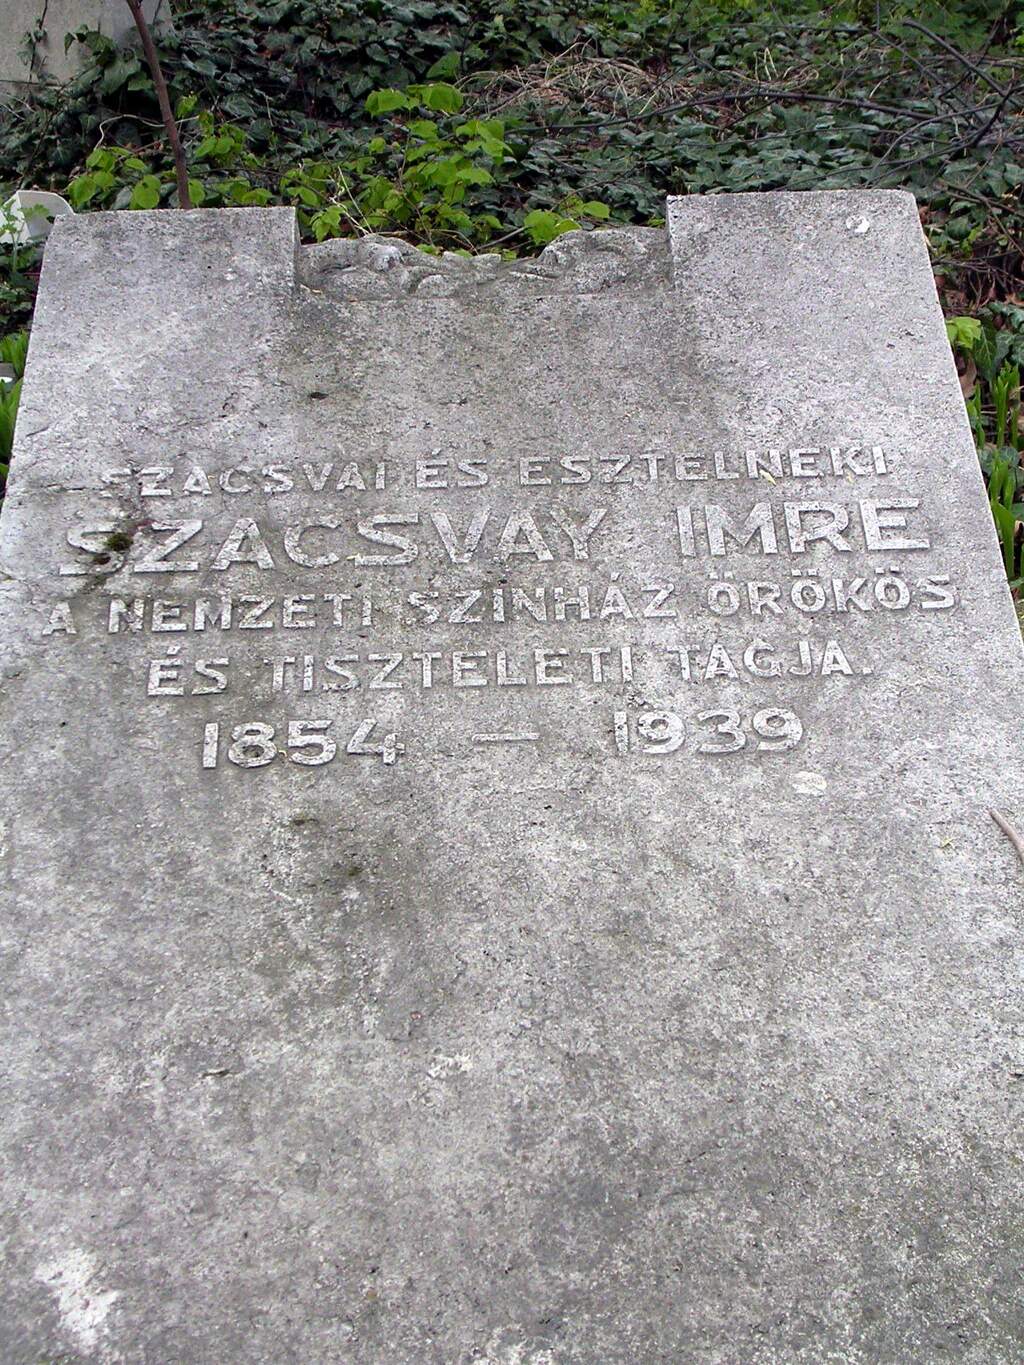 SZACSVAI ÉS ESZTELNEKI
SZACSVAY IMRE
A NEMZETI SZINHÁZ ÖRÖKÖS
ÉS TISZTELETI TAGJA.
1854 — 1939